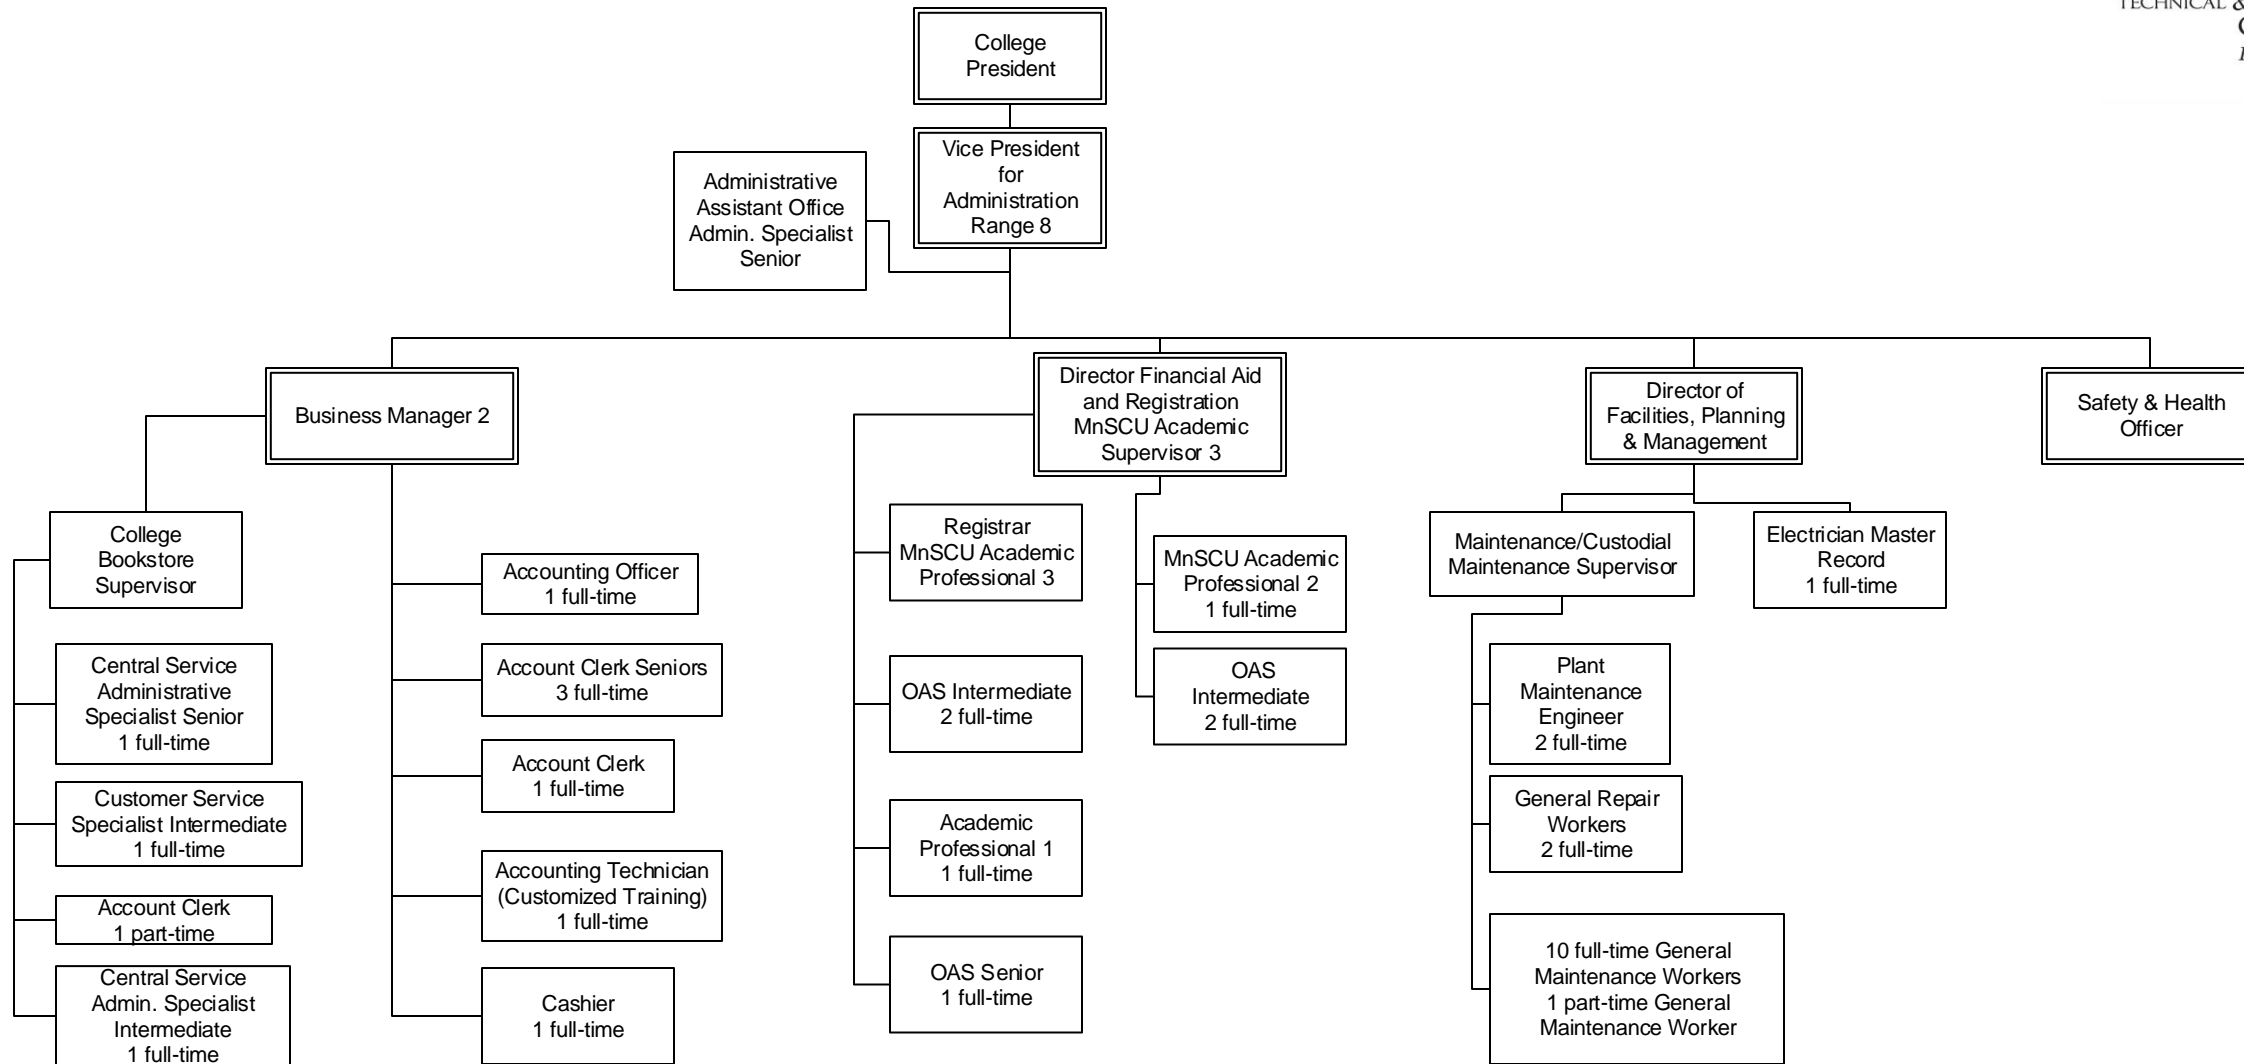 TECHNICAL &
College
President
Vice President
for
Administration
Range 8
Administrative
Assistant Office
Admin. Specialist
Senior
Business Manager 2
Director Financial Aid
and Registration
MnSCU Academic
Supervisor 3
Director of
Facilities, Planning
& Management
Safety & Health
Officer
College
Bookstore
Supervisor
Central Service
Administrative
Specialist Senior
1 full-time
Customer Service
Specialist Intermediate
1 full-time
Account Clerk
1 part-time
Central Service
Admin. Specialist
Intermediate
1 full-time
Accounting Officer
1 full-time
Account Clerk Seniors
3 full-time
Account Clerk
1 full-time
Accounting Technician
(Customized Training)
1 full-time
Cashier
1 full-time
Registrar
MnSCU Academic
Professional 3
OAS Intermediate
2 full-time
Academic
Professional 1
1 full-time
OAS Senior
1 full-time
MnSCU Academic
Professional 2
1 full-time
OAS
Intermediate
2 full-time
Maintenance/Custodial
Maintenance Supervisor
Electrician Master
Record
1 full-time
Plant
Maintenance
Engineer
2 full-time
General Repair
Workers
2 full-time
10 full-time General
Maintenance Workers
1 part-time General
Maintenance Worker